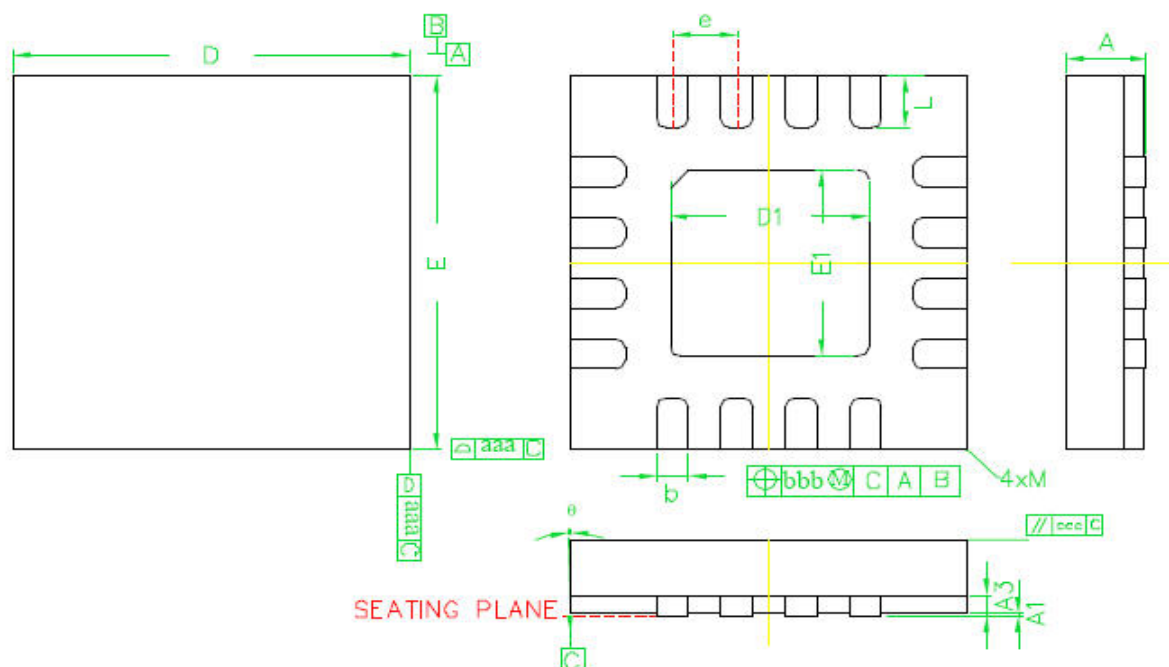 B
D
A
e
A
L
D1
E
E1
⌓ aaa C
b
⌖ bbb Ⓜ C A B
4xM
⌓ aaa C
θ
// ccc C
SEATING PLANE
A3
A1
C